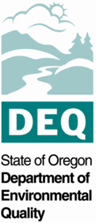 DEQ
State of Oregon
Department of
Environmental
Quality